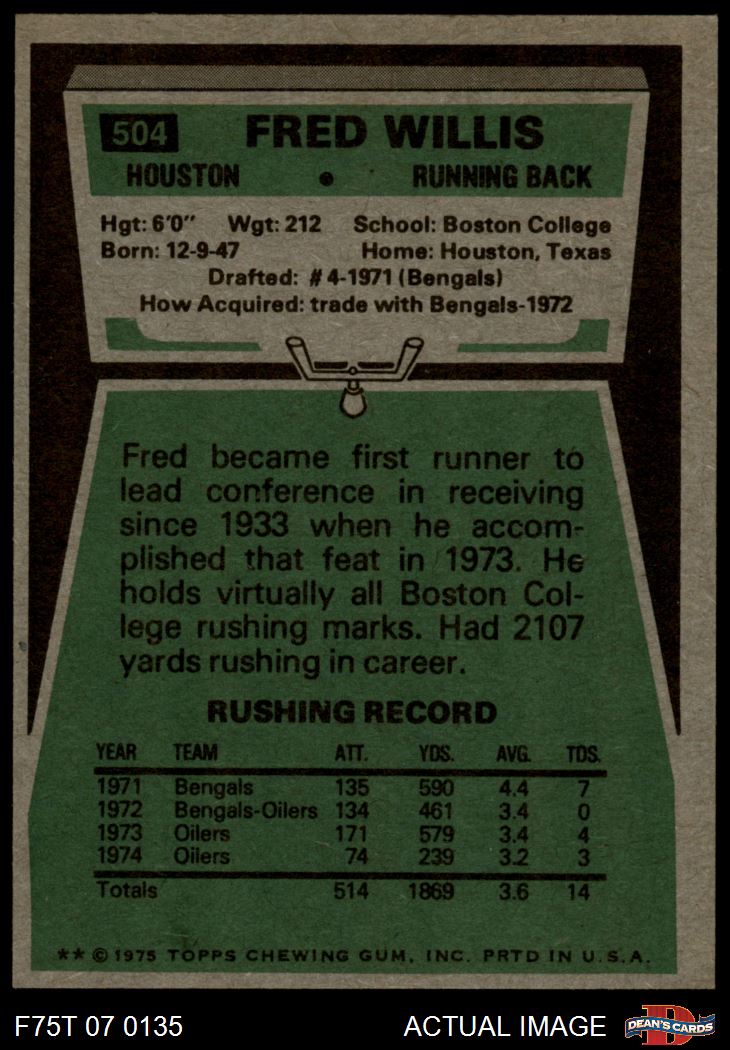 504 FRED WILLIS
HOUSTON • RUNNING BACK
Hgt: 6'0" Wgt: 212 School: Boston College
Born: 12-9-47 Home: Houston, Texas
Drafted: #4-1971 (Bengals)
How Acquired: trade with Bengals-1972
Fred became first runner to
lead conference in receiving
since 1933 when he accom-
plished that feat in 1973. He
holds virtually all Boston Col-
lege rushing marks. Had 2107
yards rushing in career.
RUSHING RECORD
YEAR TEAM ATT. YDS. AVG. TDS.
1971 Bengals 135 590 4.4 7
1972 Bengals-Oilers 134 461 3.4 0
1973 Oilers 171 579 3.4 4
1974 Oilers 74 239 3.2 3
Totals 514 1869 3.6 14
** © 1975 TOPPS CHEWING GUM, INC. PRTD IN U.S.A.
F75T 07 0135 ACTUAL IMAGE D DEAN'S CARDS